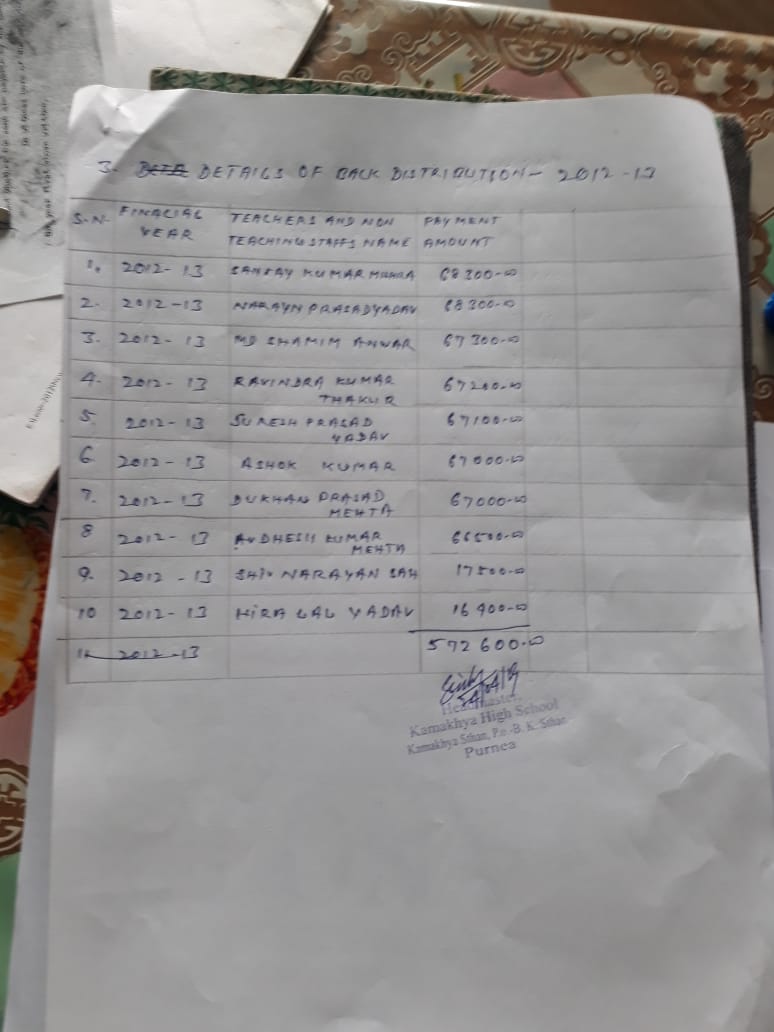 3. DETAILS OF BACK DISTRIBUTION- 2012-13
S.N. FINACIAL YEAR TEACHERS AND NON TEACHING STAFFS NAME PAYMENT AMOUNT
1. 2012-13 SANJAY KUMAR MISHRA 68300-00
2. 2012-13 NARAYN PRASAD YADAV 68300-00
3. 2012-13 MD SHAMIM ANWAR 67300-00
4. 2012-13 RAVINDRA KUMAR THAKUR 67200-00
5. 2012-13 SURESH PRASAD YADAV 67100-00
6. 2012-13 ASHOK KUMAR 67000-00
7. 2012-13 DUKHAN PRASAD MEHTA 67000-00
8 2012-13 AVDHESH KUMAR MEHTA 66500-00
9. 2012-13 SHIV NARAYAN SAH 17500-00
10 2012-13 HIRA LAL YADAV 16400-00
11 2012-13 572600-00
Headmaster,
Kamakhya High School
Kamakhya Sthan, P.o.-B. K. Sthan
Purnea